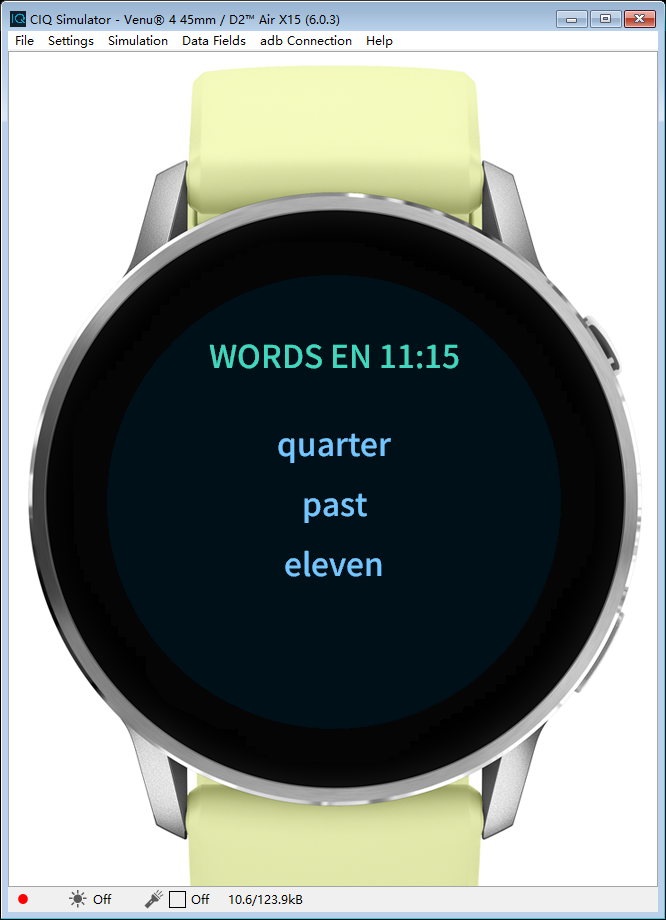 IQ CIQ Simulator - Venu® 4 45mm / D2™ Air X15 (6.0.3)
File Settings Simulation Data Fields adb Connection Help
WORDS EN 11:15
quarter
past
eleven
Off Off 10.6/123.9kB